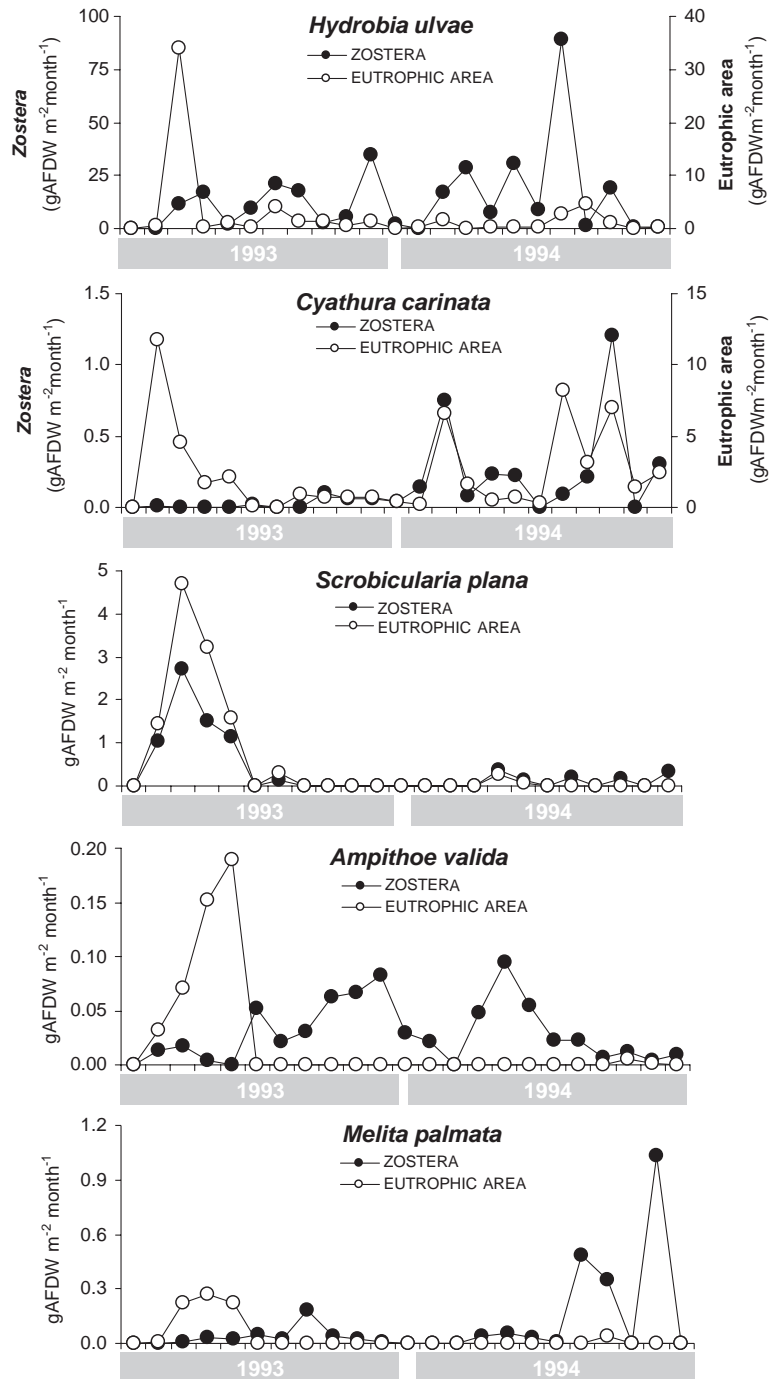 Hydrobia ulvae
ZOSTERA
EUTROPHIC AREA
Zostera
(gAFDW m-2month-1)
100
75
50
25
0
Eutrophic area
(gAFDWm-2month-1)
40
30
20
10
0
1993
1994
Cyathura carinata
ZOSTERA
EUTROPHIC AREA
Zostera
(gAFDW m-2month-1)
1.5
1.0
0.5
0.0
Eutrophic area
(gAFDWm-2month-1)
15
10
5
0
1993
1994
Scrobicularia plana
ZOSTERA
EUTROPHIC AREA
gAFDW m-2 month-1
5
4
3
2
1
0
1993
1994
Ampithoe valida
ZOSTERA
EUTROPHIC AREA
gAFDW m-2 month-1
0.20
0.15
0.10
0.05
0.00
1993
1994
Melita palmata
ZOSTERA
EUTROPHIC AREA
gAFDW m-2 month-1
1.2
0.9
0.6
0.3
0.0
1993
1994